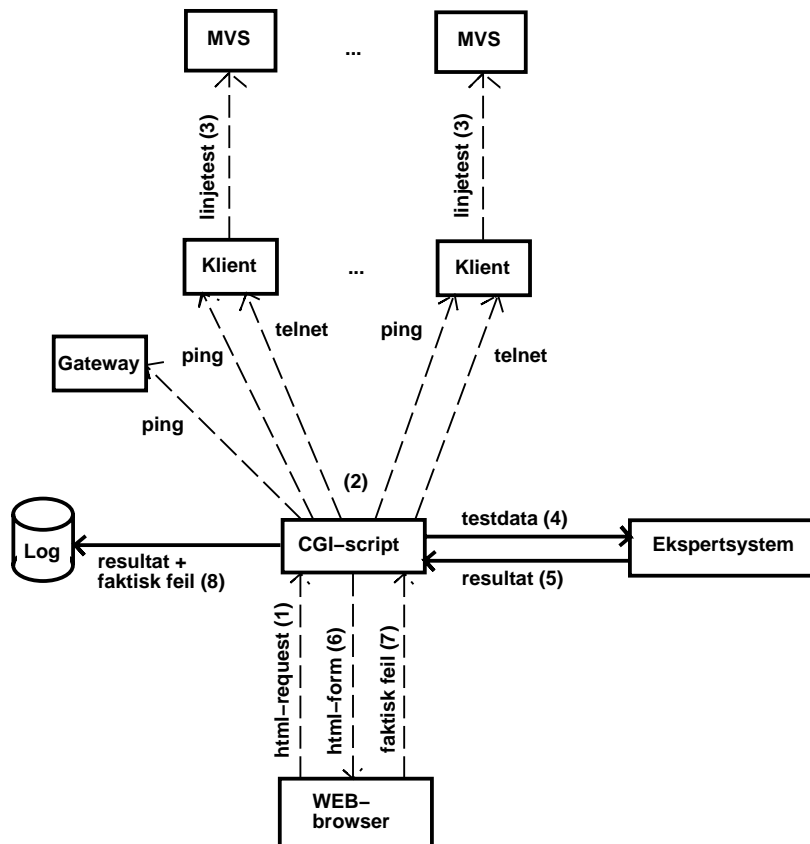 MVS
...
MVS
linjetest (3)
linjetest (3)
Klient
...
Klient
telnet
ping
ping
telnet
Gateway
ping
(2)
testdata (4)
Log
CGI–script
Ekspertsystem
resultat +
faktisk feil (8)
resultat (5)
html–request (1)
html–form (6)
faktisk feil (7)
WEB–
browser